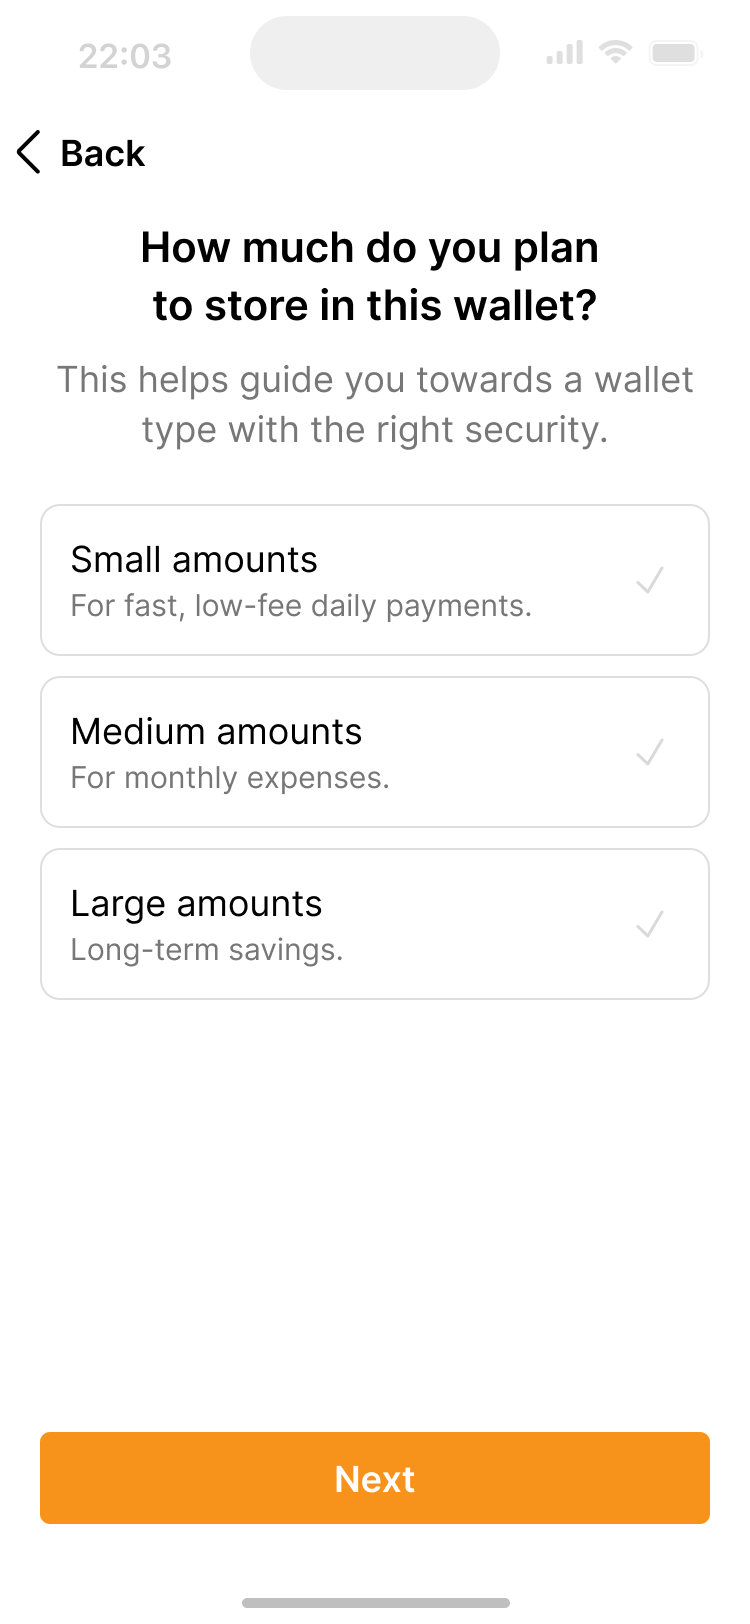 22:03
Back
How much do you plan
to store in this wallet?
This helps guide you towards a wallet
type with the right security.
Small amounts
For fast, low-fee daily payments.
Medium amounts
For monthly expenses.
Large amounts
Long-term savings.
Next